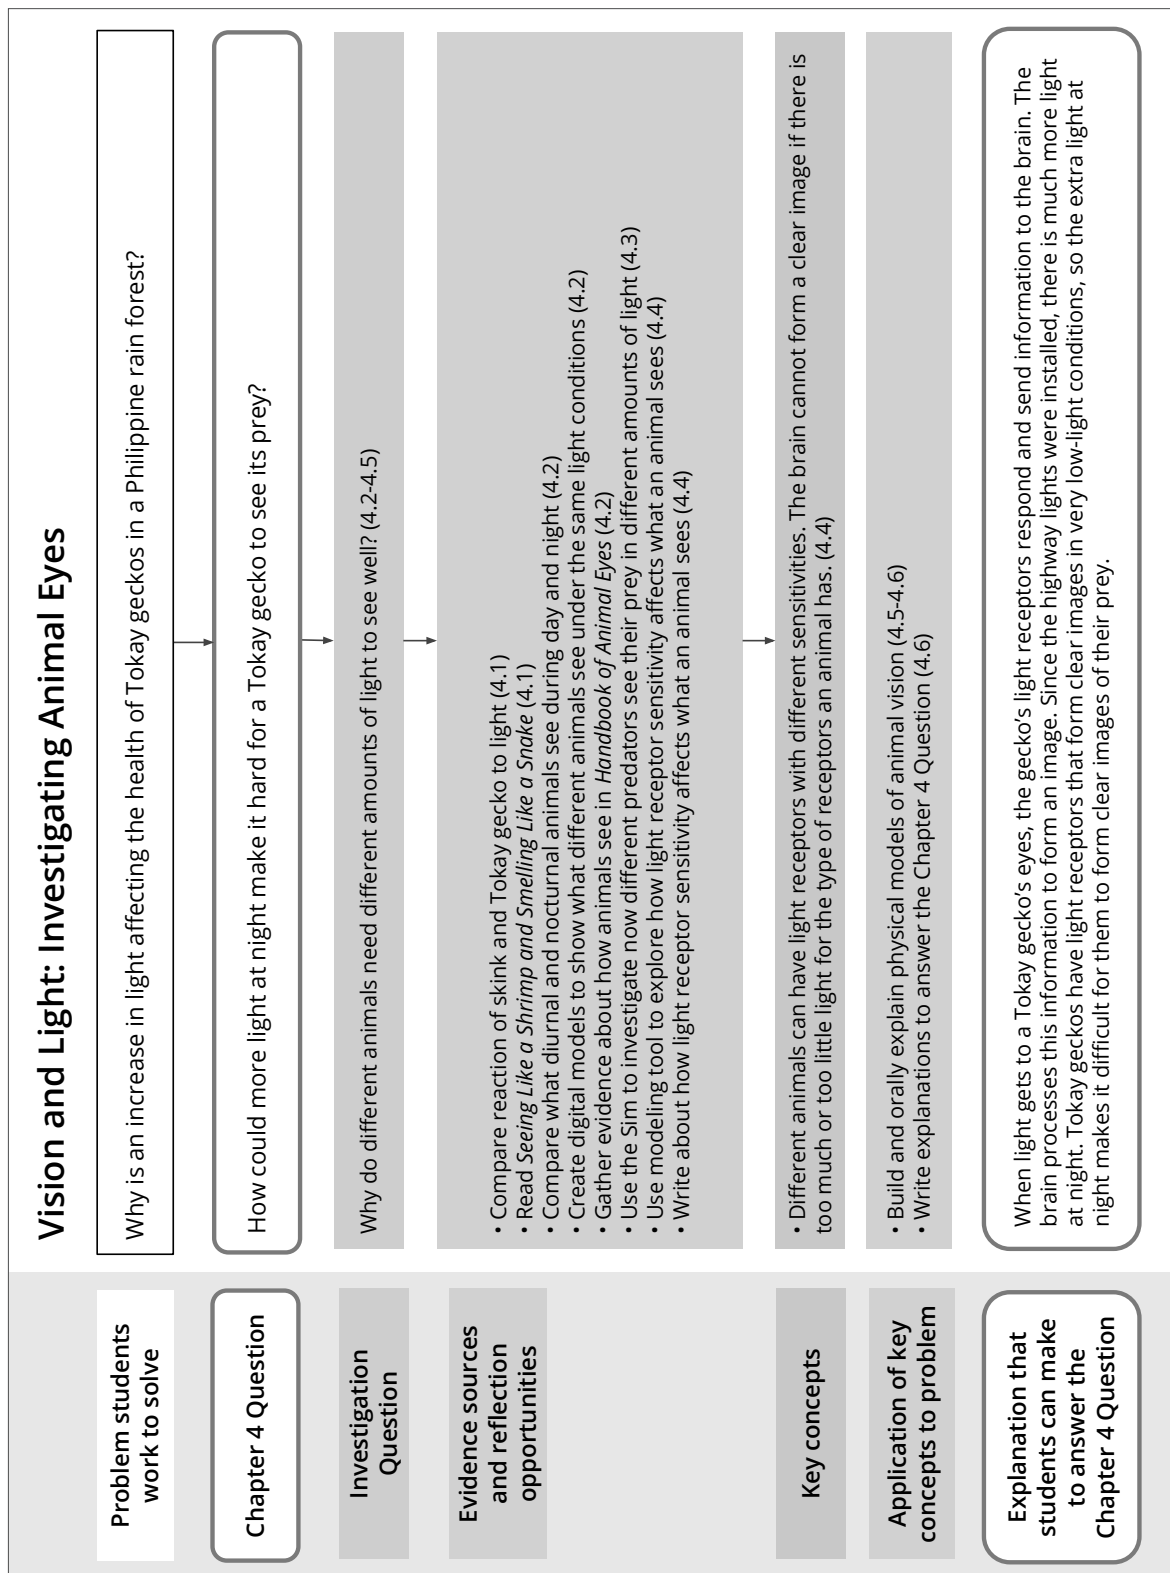 Vision and Light: Investigating Animal Eyes
Problem students
work to solve
Why is an increase in light affecting the health of Tokay geckos in a Philippine rain forest?
Chapter 4 Question
How could more light at night make it hard for a Tokay gecko to see its prey?
Investigation
Question
Why do different animals need different amounts of light to see well? (4.2-4.5)
Evidence sources
and reflection
opportunities
• Compare reaction of skink and Tokay gecko to light (4.1)
• Read Seeing Like a Shrimp and Smelling Like a Snake (4.1)
• Compare what diurnal and nocturnal animals see during day and night (4.2)
• Create digital models to show what different animals see under the same light conditions (4.2)
• Gather evidence about how animals see in Handbook of Animal Eyes (4.2)
• Use the Sim to investigate now different predators see their prey in different amounts of light (4.3)
• Use modeling tool to explore how light receptor sensitivity affects what an animal sees (4.4)
• Write about how light receptor sensitivity affects what an animal sees (4.4)
Key concepts
• Different animals can have light receptors with different sensitivities. The brain cannot form a clear image if there is
too much or too little light for the type of receptors an animal has. (4.4)
Application of key
concepts to problem
• Build and orally explain physical models of animal vision (4.5-4.6)
• Write explanations to answer the Chapter 4 Question (4.6)
Explanation that
students can make
to answer the
Chapter 4 Question
When light gets to a Tokay gecko's eyes, the gecko's light receptors respond and send information to the brain. The
brain processes this information to form an image. Since the highway lights were installed, there is much more light
at night. Tokay geckos have light receptors that form clear images in very low-light conditions, so the extra light at
night makes it difficult for them to form clear images of their prey.